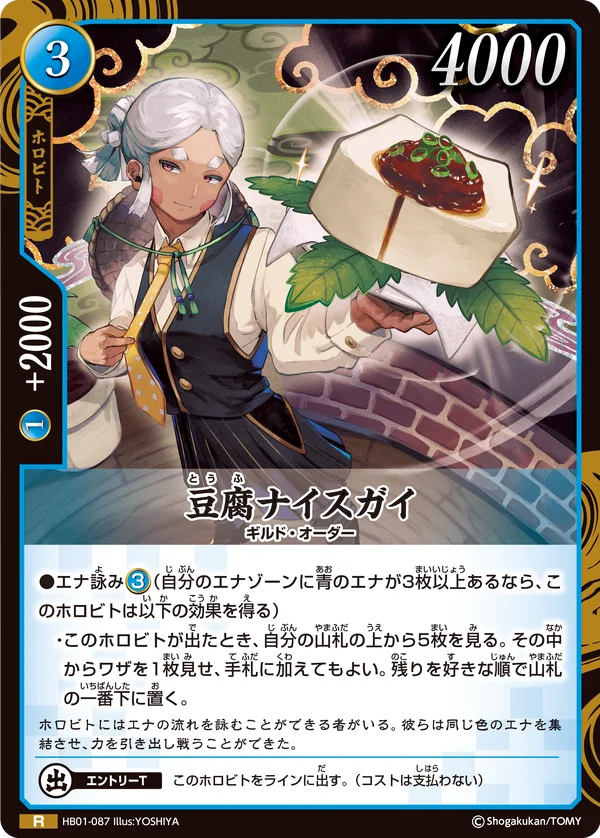 3
4000
ホロビト
+2000
1
とうふ
豆腐ナイスガイ
ギルド・オーダー
●エナ詠み3(自分のエナゾーンに青のエナが3枚以上あるなら、こ
のホロビトは以下の効果を得る)
・このホロビトが出たとき、自分の山札の上から5枚を見る。その中
からワザを1枚見せ、手札に加えてもよい。残りを好きな順で山札
の一番下に置く。
ホロビトにはエナの流れを詠むことができる者がいる。彼らは同じ色のエナを集
結させ、力を引き出し戦うことができた。
出 エントリーT このホロビトをラインに出す。(コストは支払わない)
R HB01-087 Illus:YOSHIYA ©Shogakukan/TOMY